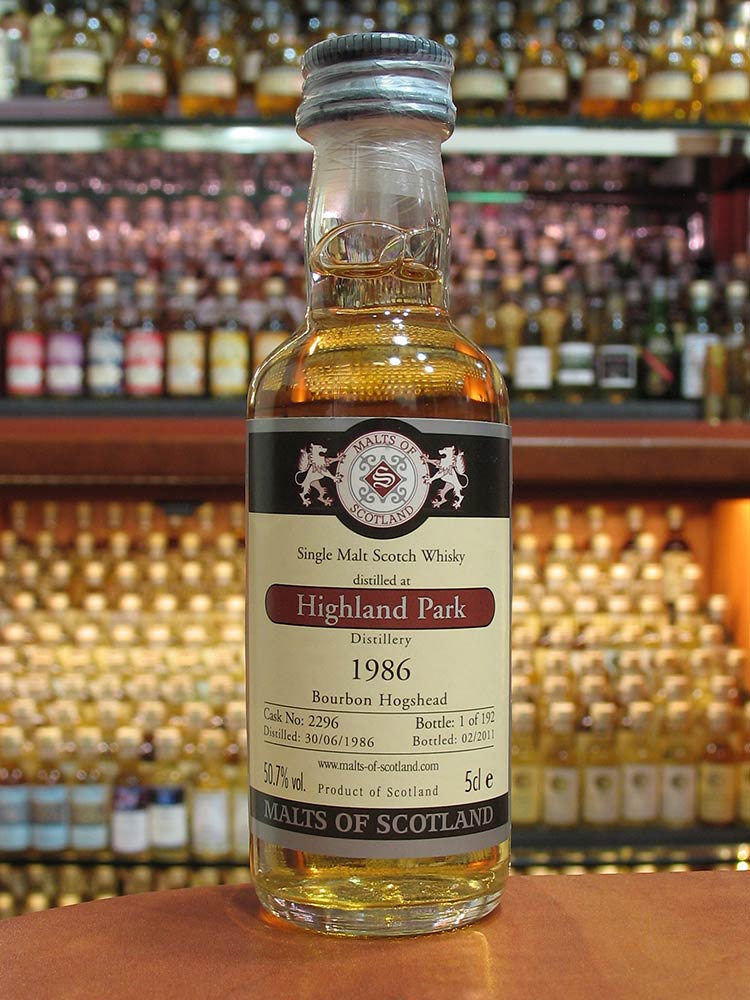 MALTS OF
S
SCOTLAND
Single Malt Scotch Whisky
distilled at
Highland Park
Distillery
1986
Bourbon Hogshead
Cask No: 2296 Bottle: 1 of 192
Distilled: 30/06/1986 Bottled: 02/2011
www.malts-of-scotland.com
50.7% vol. Product of Scotland 5cl e
MALTS OF SCOTLAND